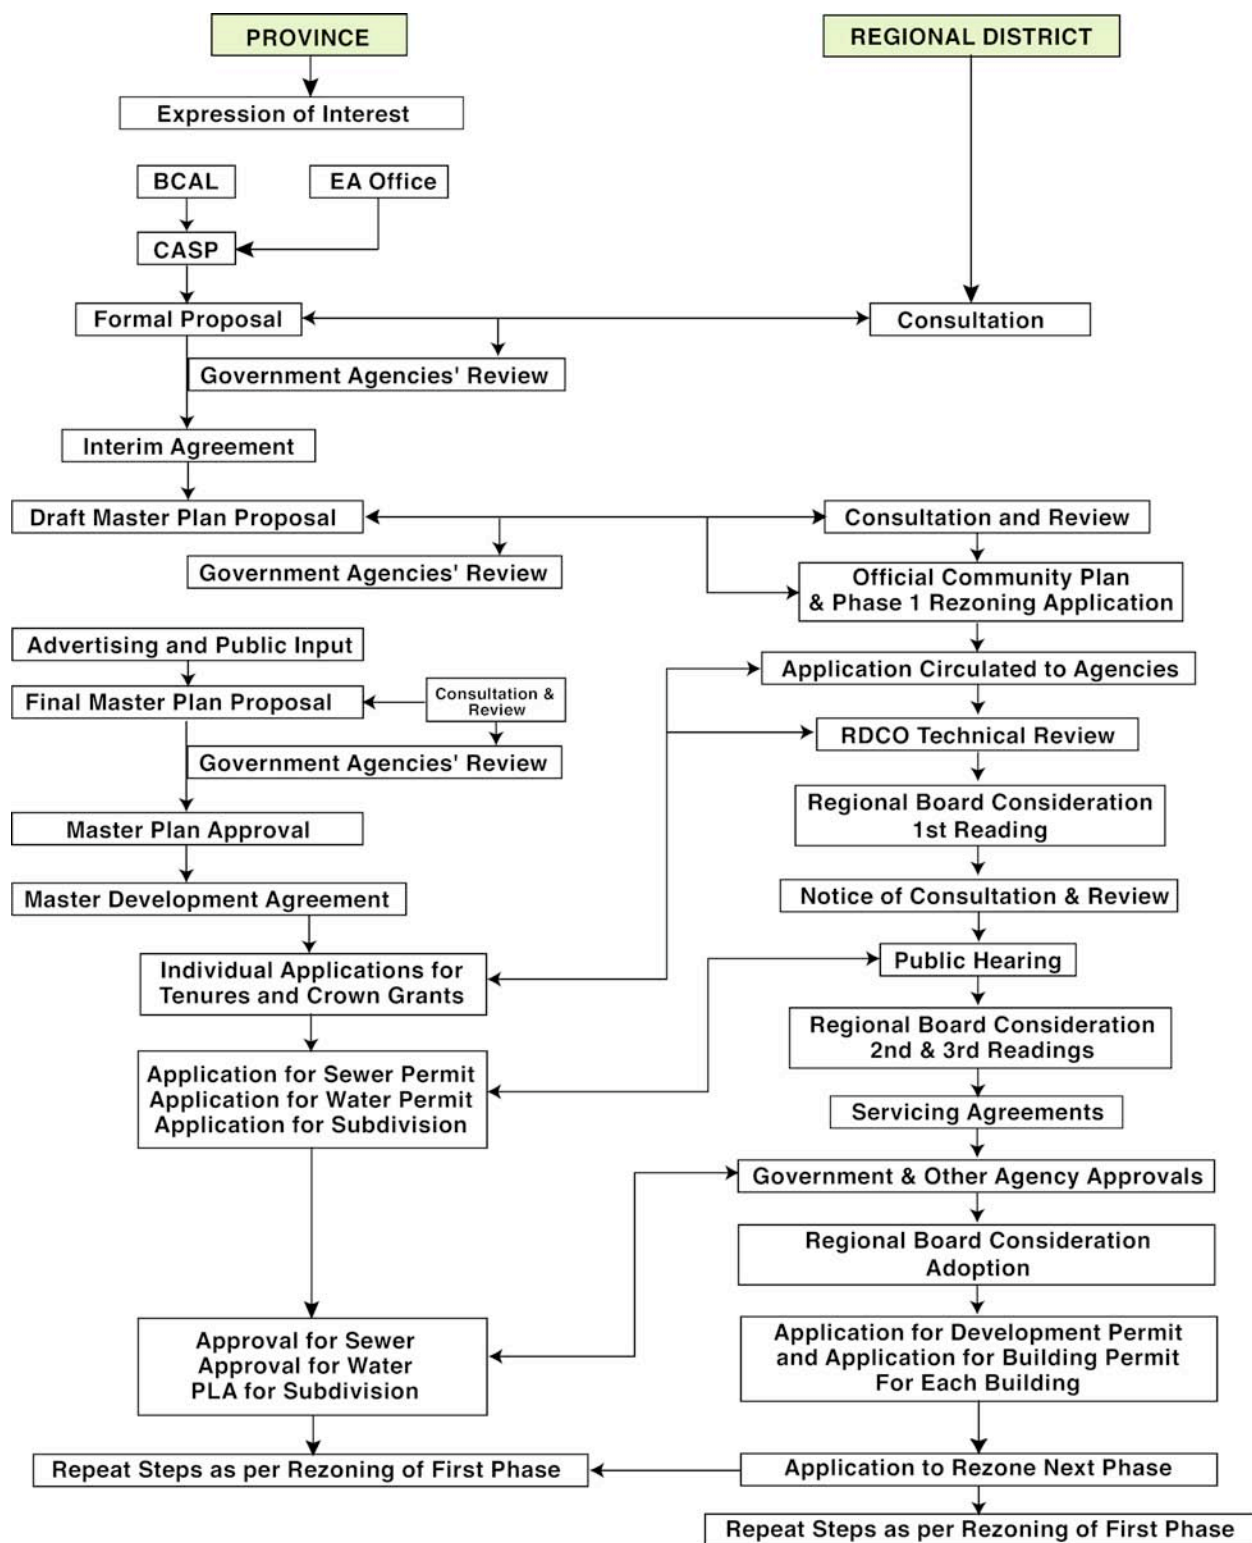 PROVINCE
REGIONAL DISTRICT
Expression of Interest
BCAL
EA Office
CASP
Formal Proposal
Consultation
Government Agencies' Review
Interim Agreement
Draft Master Plan Proposal
Consultation and Review
Government Agencies' Review
Official Community Plan
& Phase 1 Rezoning Application
Advertising and Public Input
Application Circulated to Agencies
Final Master Plan Proposal
Consultation &
Review
RDCO Technical Review
Government Agencies' Review
Regional Board Consideration
1st Reading
Master Plan Approval
Master Development Agreement
Notice of Consultation & Review
Individual Applications for
Tenures and Crown Grants
Public Hearing
Regional Board Consideration
2nd & 3rd Readings
Application for Sewer Permit
Application for Water Permit
Application for Subdivision
Servicing Agreements
Government & Other Agency Approvals
Regional Board Consideration
Adoption
Approval for Sewer
Approval for Water
PLA for Subdivision
Application for Development Permit
and Application for Building Permit
For Each Building
Repeat Steps as per Rezoning of First Phase
Application to Rezone Next Phase
Repeat Steps as per Rezoning of First Phase